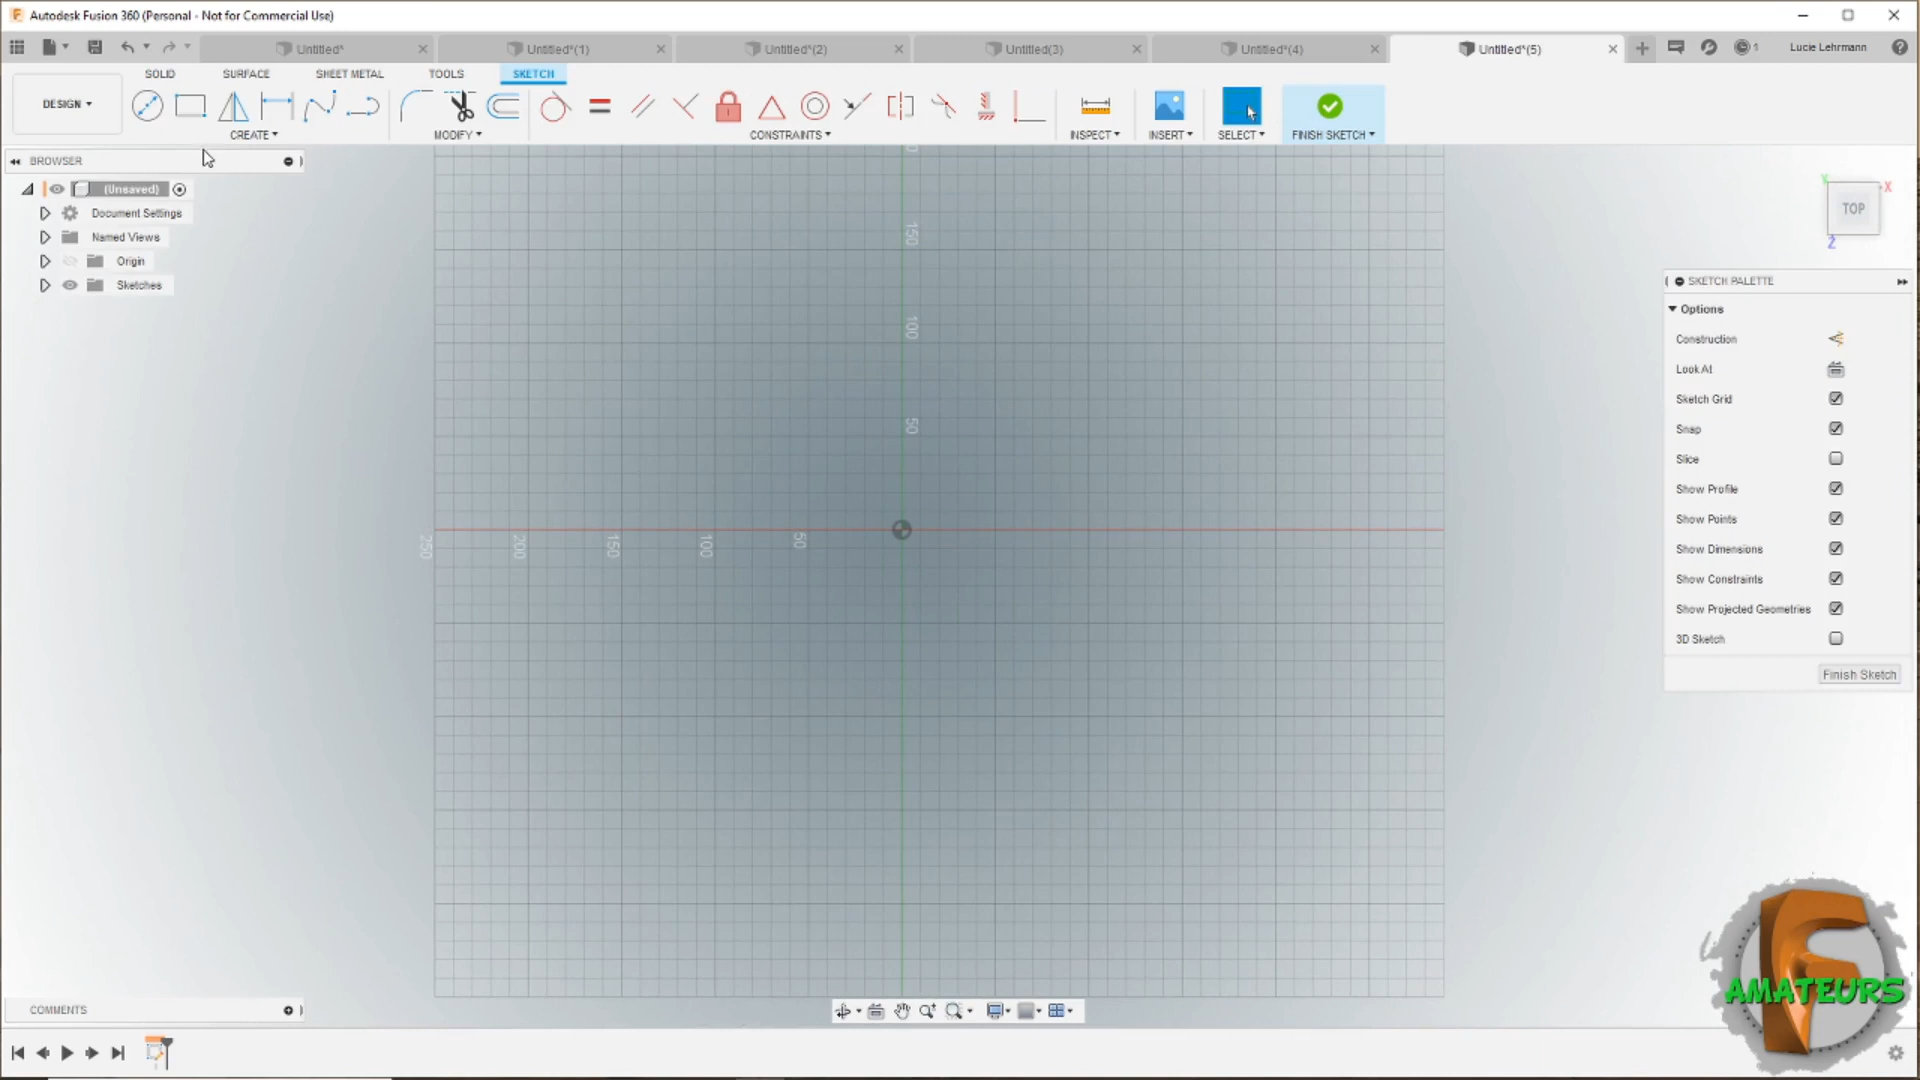 Autodesk Fusion 360 (Personal - Not for Commercial Use)
Untitled*
Untitled*(1)
Untitled*(2)
Untitled(3)
Untitled*(4)
Untitled*(5)
1
Lucie Lehrmann
SOLID
SURFACE
SHEET METAL
TOOLS
SKETCH
DESIGN
CREATE
MODIFY
CONSTRAINTS
INSPECT
INSERT
SELECT
FINISH SKETCH
BROWSER
(Unsaved)
Document Settings
Named Views
Origin
Sketches
150
100
50
250
200
150
100
50
Y
X
TOP
Z
SKETCH PALETTE
Options
Construction
Look At
Sketch Grid
Snap
Slice
Show Profile
Show Points
Show Dimensions
Show Constraints
Show Projected Geometries
3D Sketch
Finish Sketch
AMATEURS
COMMENTS